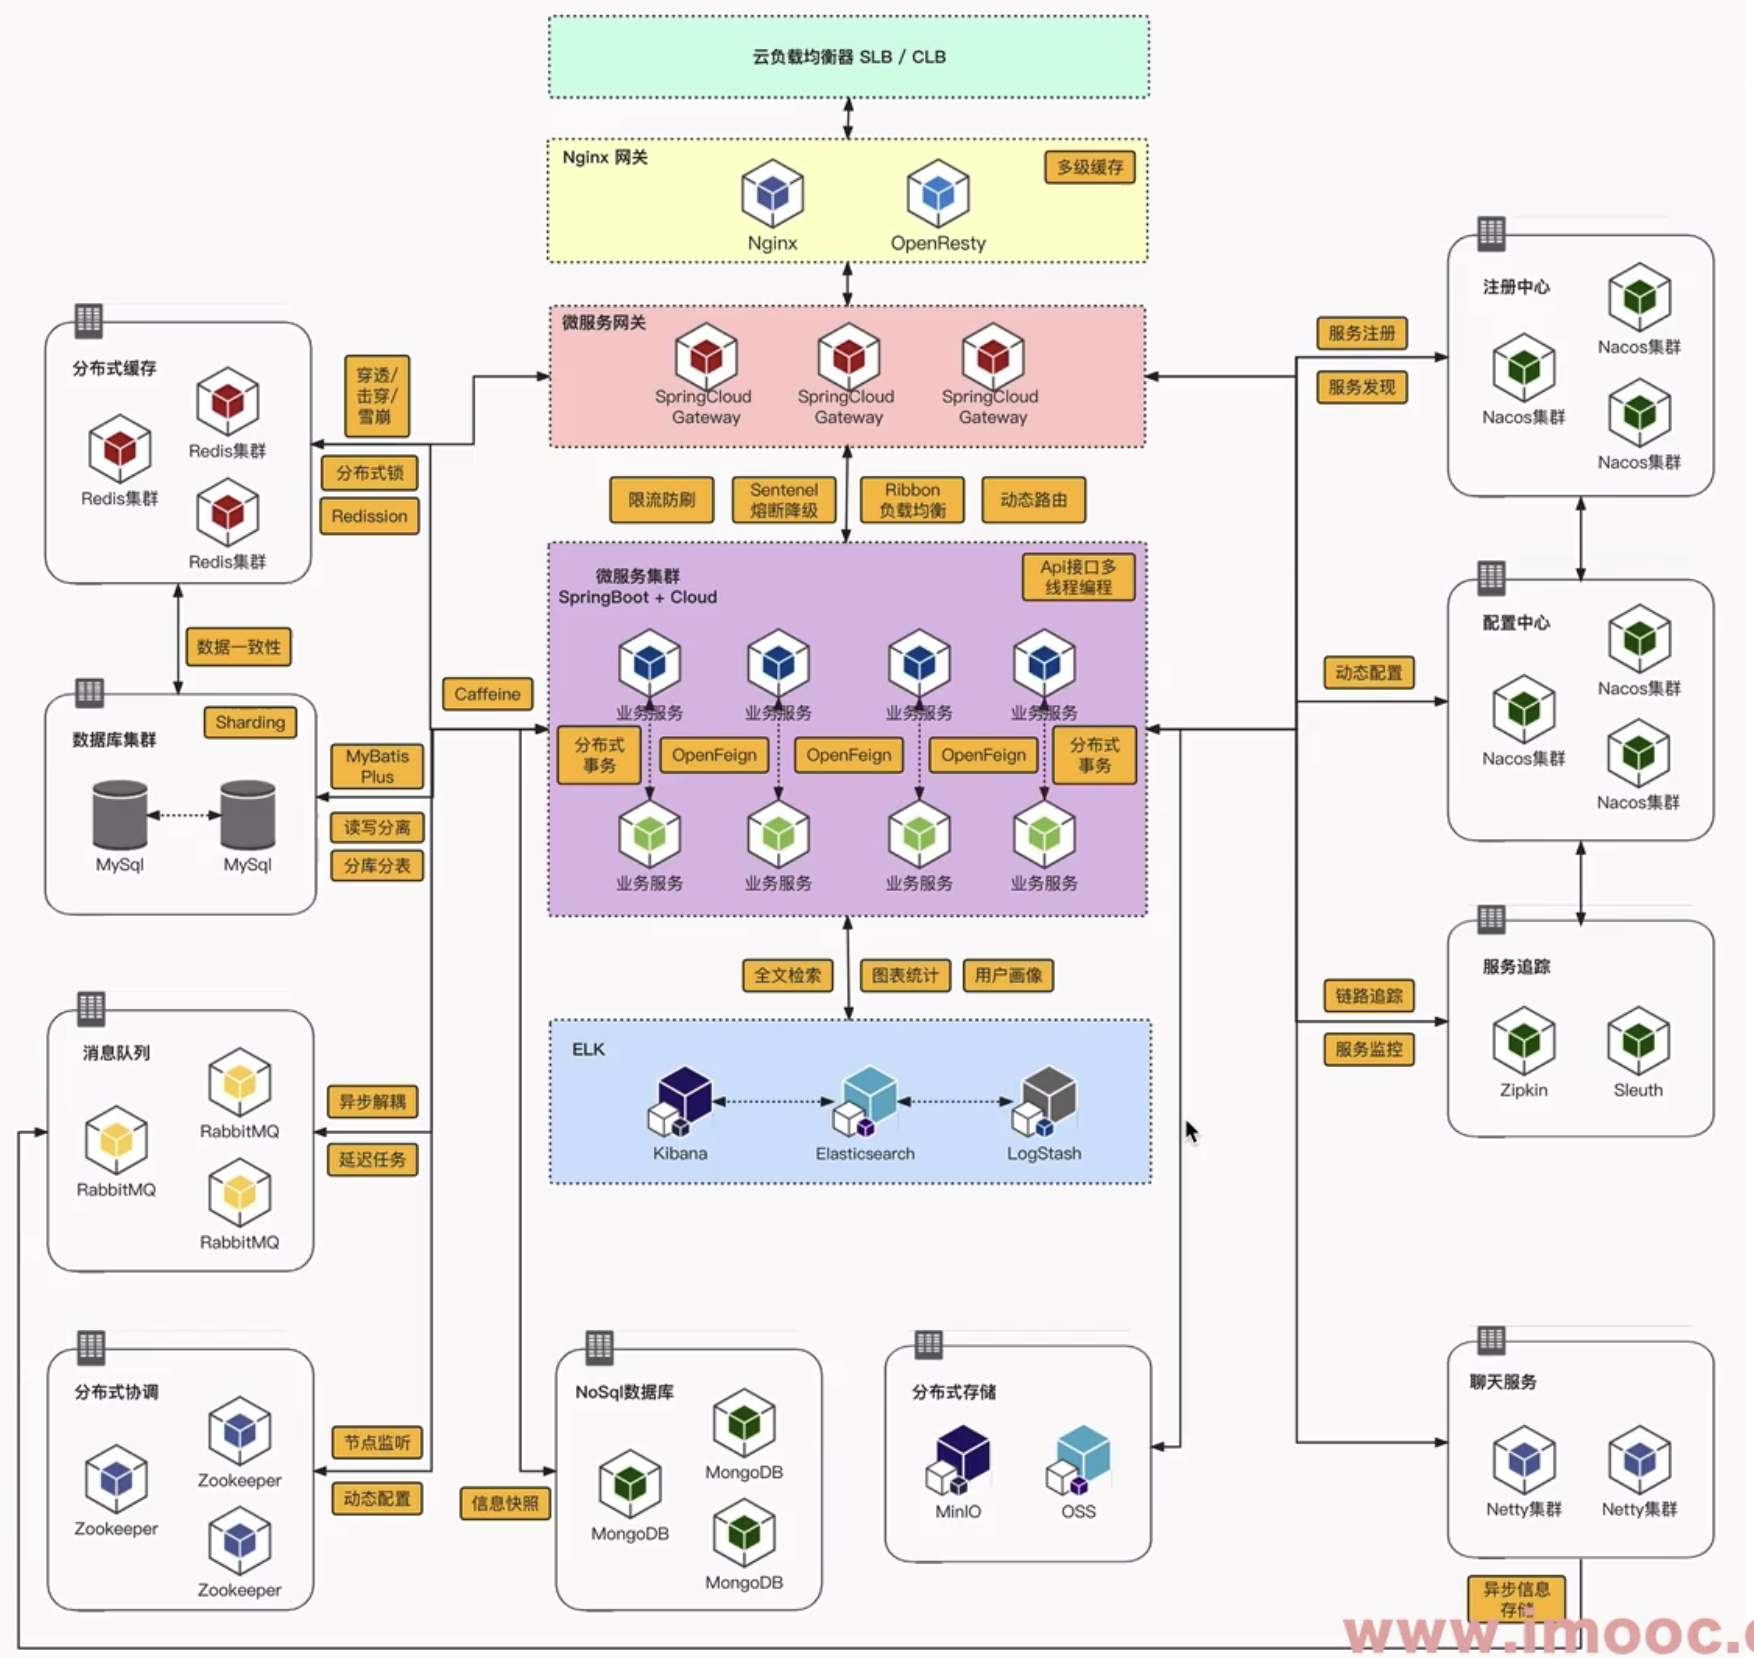 云负载均衡器 SLB / CLB
Nginx 网关
多级缓存
Nginx
OpenResty
微服务网关
SpringCloud
Gateway
SpringCloud
Gateway
SpringCloud
Gateway
限流防刷
Sentenel
熔断降级
Ribbon
负载均衡
动态路由
分布式缓存
Redis集群
Redis集群
Redis集群
穿透/
击穿/
雪崩
分布式锁
Redission
数据一致性
数据库集群
Sharding
MySql
MySql
MyBatis
Plus
读写分离
分库分表
Caffeine
微服务集群
SpringBoot + Cloud
Api接口多
线程编程
业务服务
业务服务
业务服务
业务服务
分布式
事务
OpenFeign
OpenFeign
OpenFeign
分布式
事务
业务服务
业务服务
业务服务
业务服务
全文检索
图表统计
用户画像
ELK
Kibana
Elasticsearch
LogStash
服务注册
服务发现
注册中心
Nacos集群
Nacos集群
Nacos集群
动态配置
配置中心
Nacos集群
Nacos集群
Nacos集群
链路追踪
服务监控
服务追踪
Zipkin
Sleuth
消息队列
RabbitMQ
RabbitMQ
RabbitMQ
异步解耦
延迟任务
分布式协调
Zookeeper
Zookeeper
Zookeeper
节点监听
动态配置
信息快照
NoSql数据库
MongoDB
MongoDB
MongoDB
分布式存储
MinIO
OSS
聊天服务
Netty集群
Netty集群
异步信息
存储
www.imooc.c